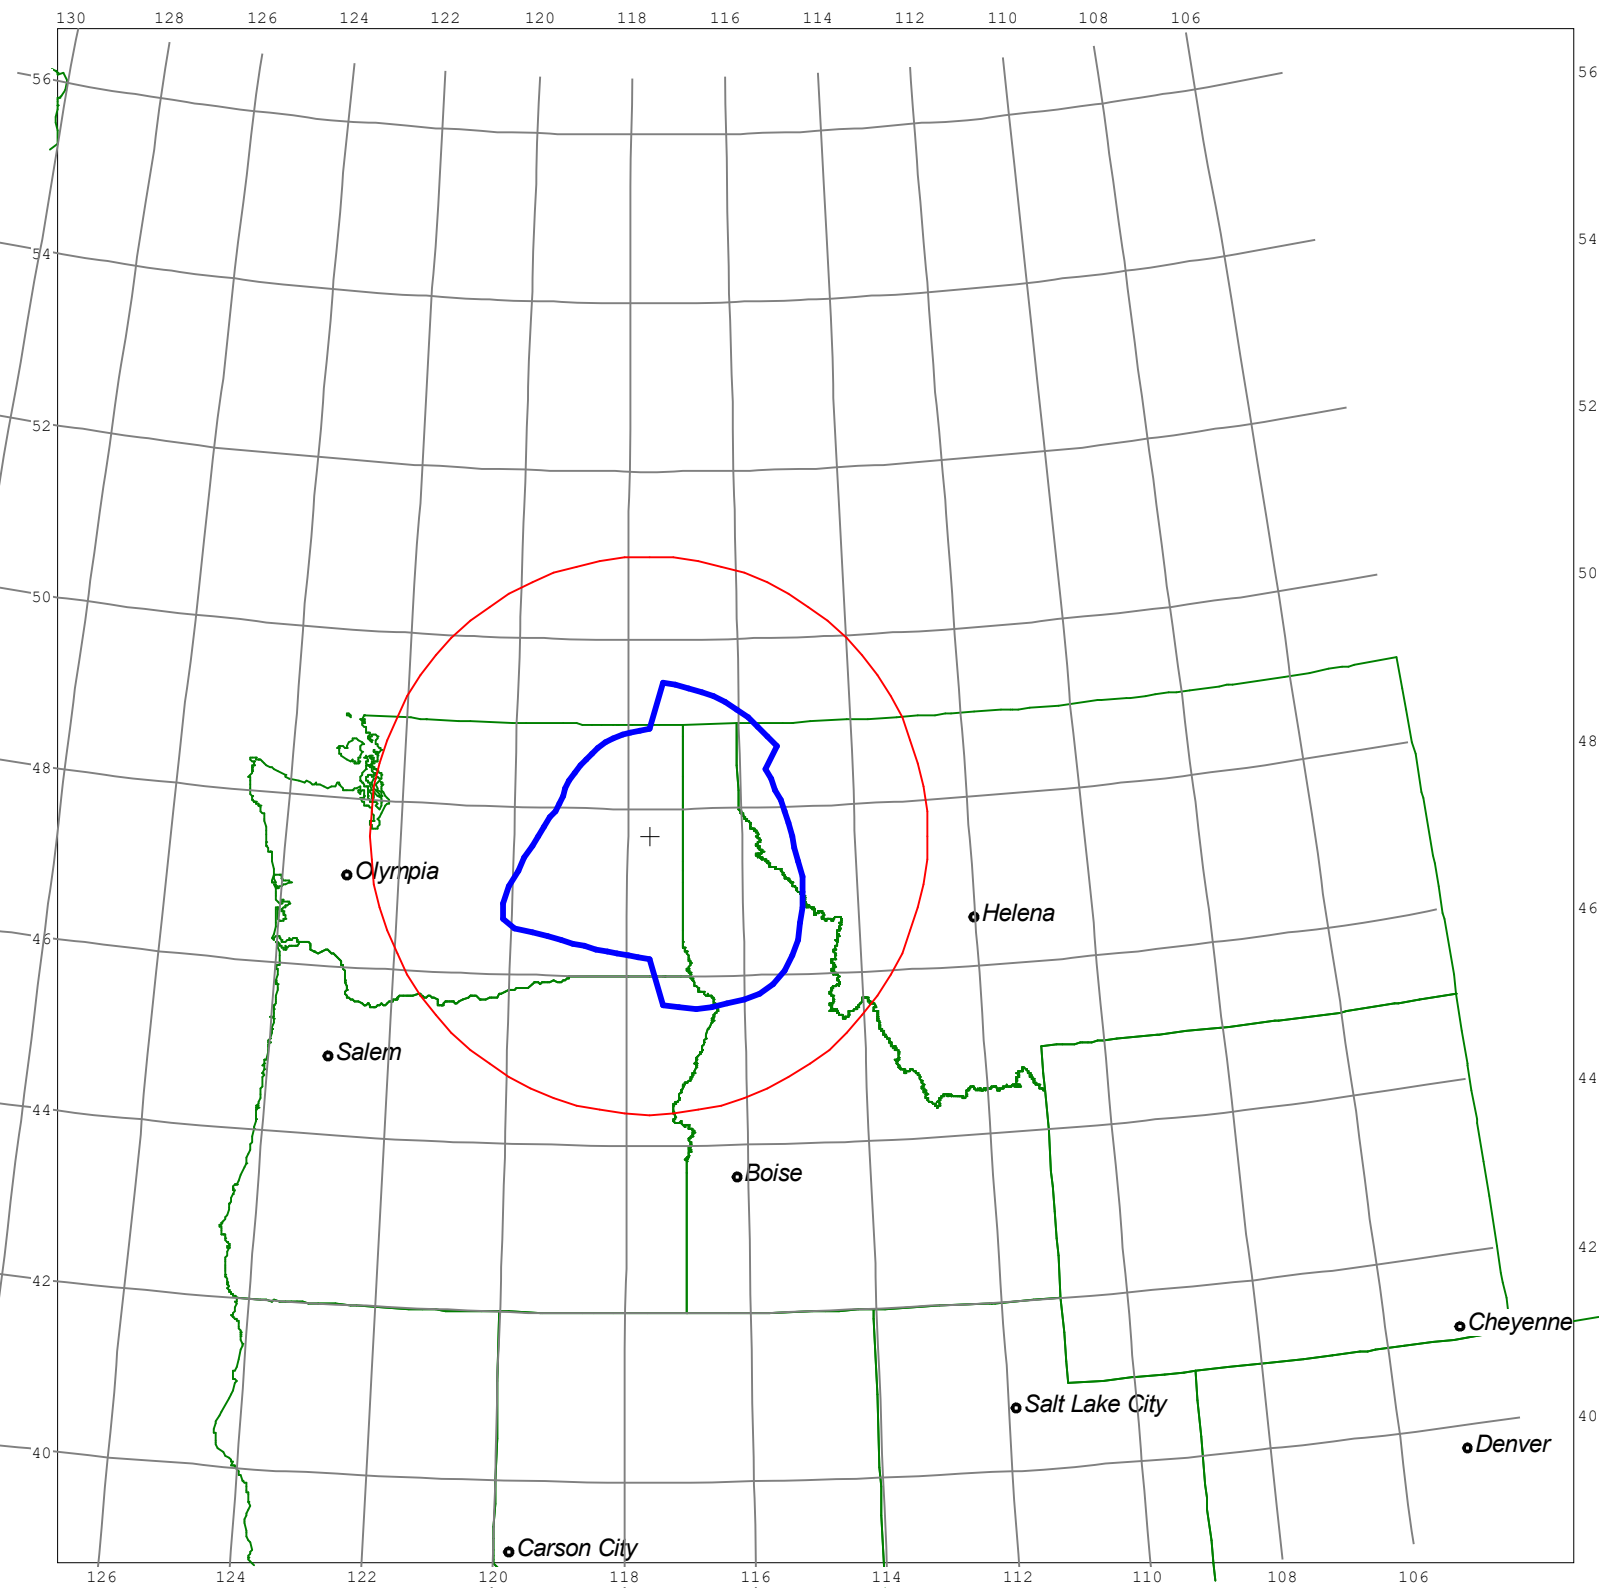 130 128 126 124 122 120 118 116 114 112 110 108 106
56 56
54 54
52 52
50 50
48 48
Olympia
Helena
46 46
Salem
44 44
Boise
42 42
Cheyenne
Salt Lake City
40 40
Denver
Carson City
126 124 122 120 118 116 114 112 110 108 106